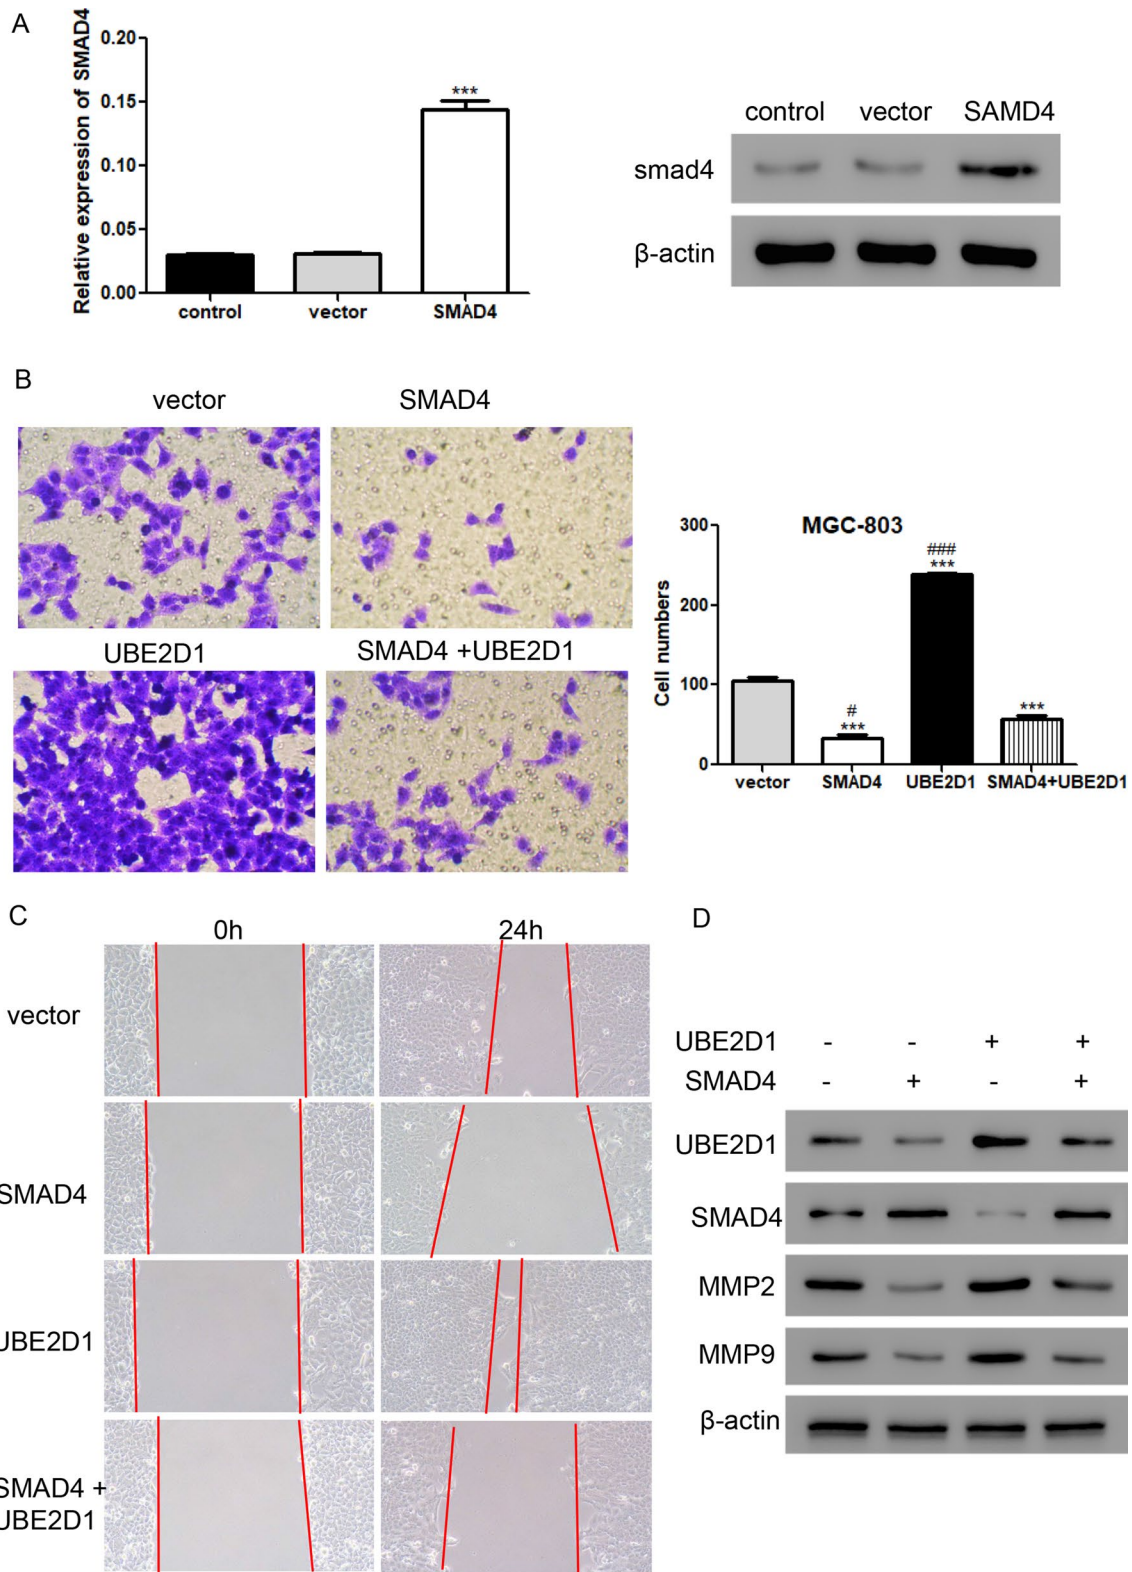 A
Relative expression of SMAD4
0.20
0.15
0.10
0.05
0.00
***
control
vector
SMAD4
control vector SAMD4
smad4
β-actin
B
vector SMAD4
UBE2D1 SMAD4 +UBE2D1
MGC-803
Cell numbers
300
200
100
0
#
***
###
***
***
vector SMAD4 UBE2D1 SMAD4+UBE2D1
C
0h 24h
vector
SMAD4
UBE2D1
SMAD4 +
UBE2D1
D
UBE2D1 - - + +
SMAD4 - + - +
UBE2D1
SMAD4
MMP2
MMP9
β-actin